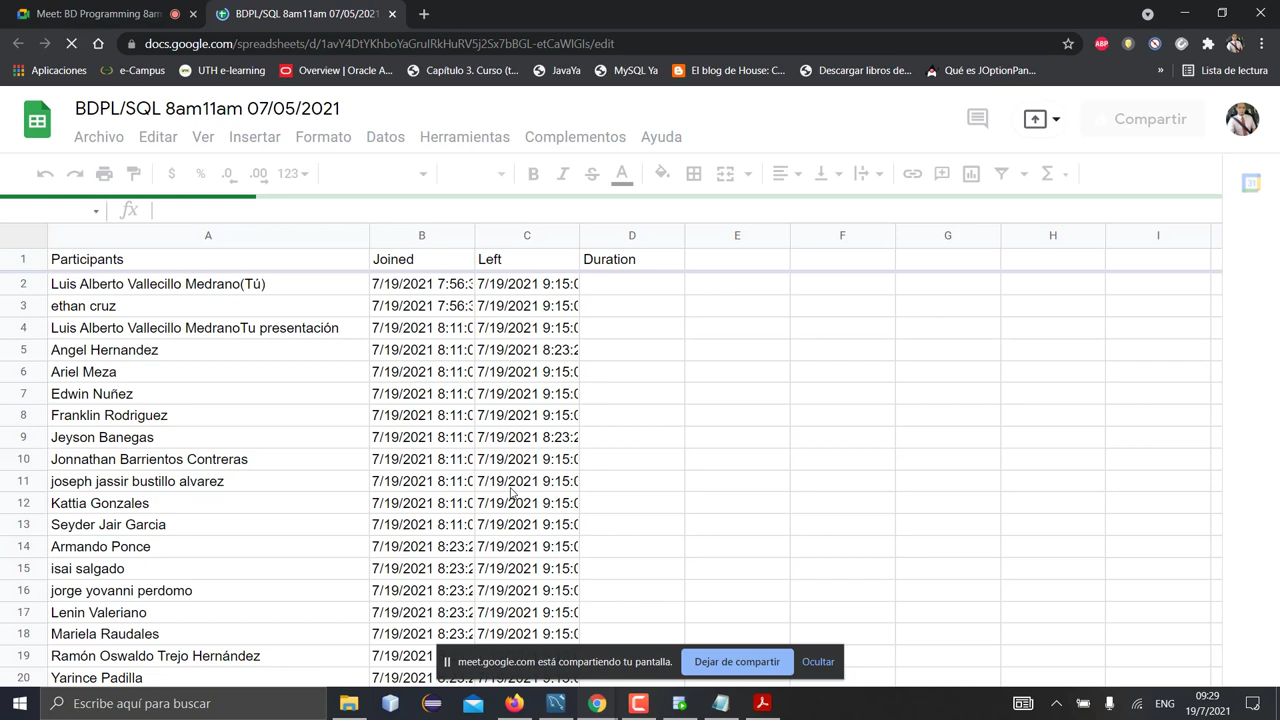 Meet: BD Programming 8am
BDPL/SQL 8am11am 07/05/2021
docs.google.com/spreadsheets/d/1avY4DtYKhboYaGruIRkHuRV5j2Sx7bBGL-etCaWIGIs/edit
Aplicaciones e-Campus UTH e-learning Overview | Oracle A... Capítulo 3. Curso (t... JavaYa MySQL Ya El blog de House: C... Descargar libros de... Qué es JOptionPan... » Lista de lectura
BDPL/SQL 8am11am 07/05/2021
Compartir
Archivo Editar Ver Insertar Formato Datos Herramientas Complementos Ayuda
$ % .0 .00 123 B I S A Σ 31
fx
A B C D E F G H I
1 Participants Joined Left Duration
2 Luis Alberto Vallecillo Medrano(Tú) 7/19/2021 7:56:3 7/19/2021 9:15:0
3 ethan cruz 7/19/2021 7:56:3 7/19/2021 9:15:0
4 Luis Alberto Vallecillo MedranoTu presentación 7/19/2021 8:11:0 7/19/2021 9:15:0
5 Angel Hernandez 7/19/2021 8:11:0 7/19/2021 8:23:2
6 Ariel Meza 7/19/2021 8:11:0 7/19/2021 9:15:0
7 Edwin Nuñez 7/19/2021 8:11:0 7/19/2021 9:15:0
8 Franklin Rodriguez 7/19/2021 8:11:0 7/19/2021 9:15:0
9 Jeyson Banegas 7/19/2021 8:11:0 7/19/2021 8:23:2
10 Jonnathan Barrientos Contreras 7/19/2021 8:11:0 7/19/2021 9:15:0
11 joseph jassir bustillo alvarez 7/19/2021 8:11:0 7/19/2021 9:15:0
12 Kattia Gonzales 7/19/2021 8:11:0 7/19/2021 9:15:0
13 Seyder Jair Garcia 7/19/2021 8:11:0 7/19/2021 9:15:0
14 Armando Ponce 7/19/2021 8:23:2 7/19/2021 9:15:0
15 isai salgado 7/19/2021 8:23:2 7/19/2021 9:15:0
16 jorge yovanni perdomo 7/19/2021 8:23:2 7/19/2021 9:15:0
17 Lenin Valeriano 7/19/2021 8:23:2 7/19/2021 9:15:0
18 Mariela Raudales 7/19/2021 8:23:2 7/19/2021 9:15:0
19 Ramón Oswaldo Trejo Hernández 7/19/2021
20 Yarince Padilla
meet.google.com está compartiendo tu pantalla. Dejar de compartir Ocultar
Escribe aquí para buscar
ENG
09:29
19/7/2021